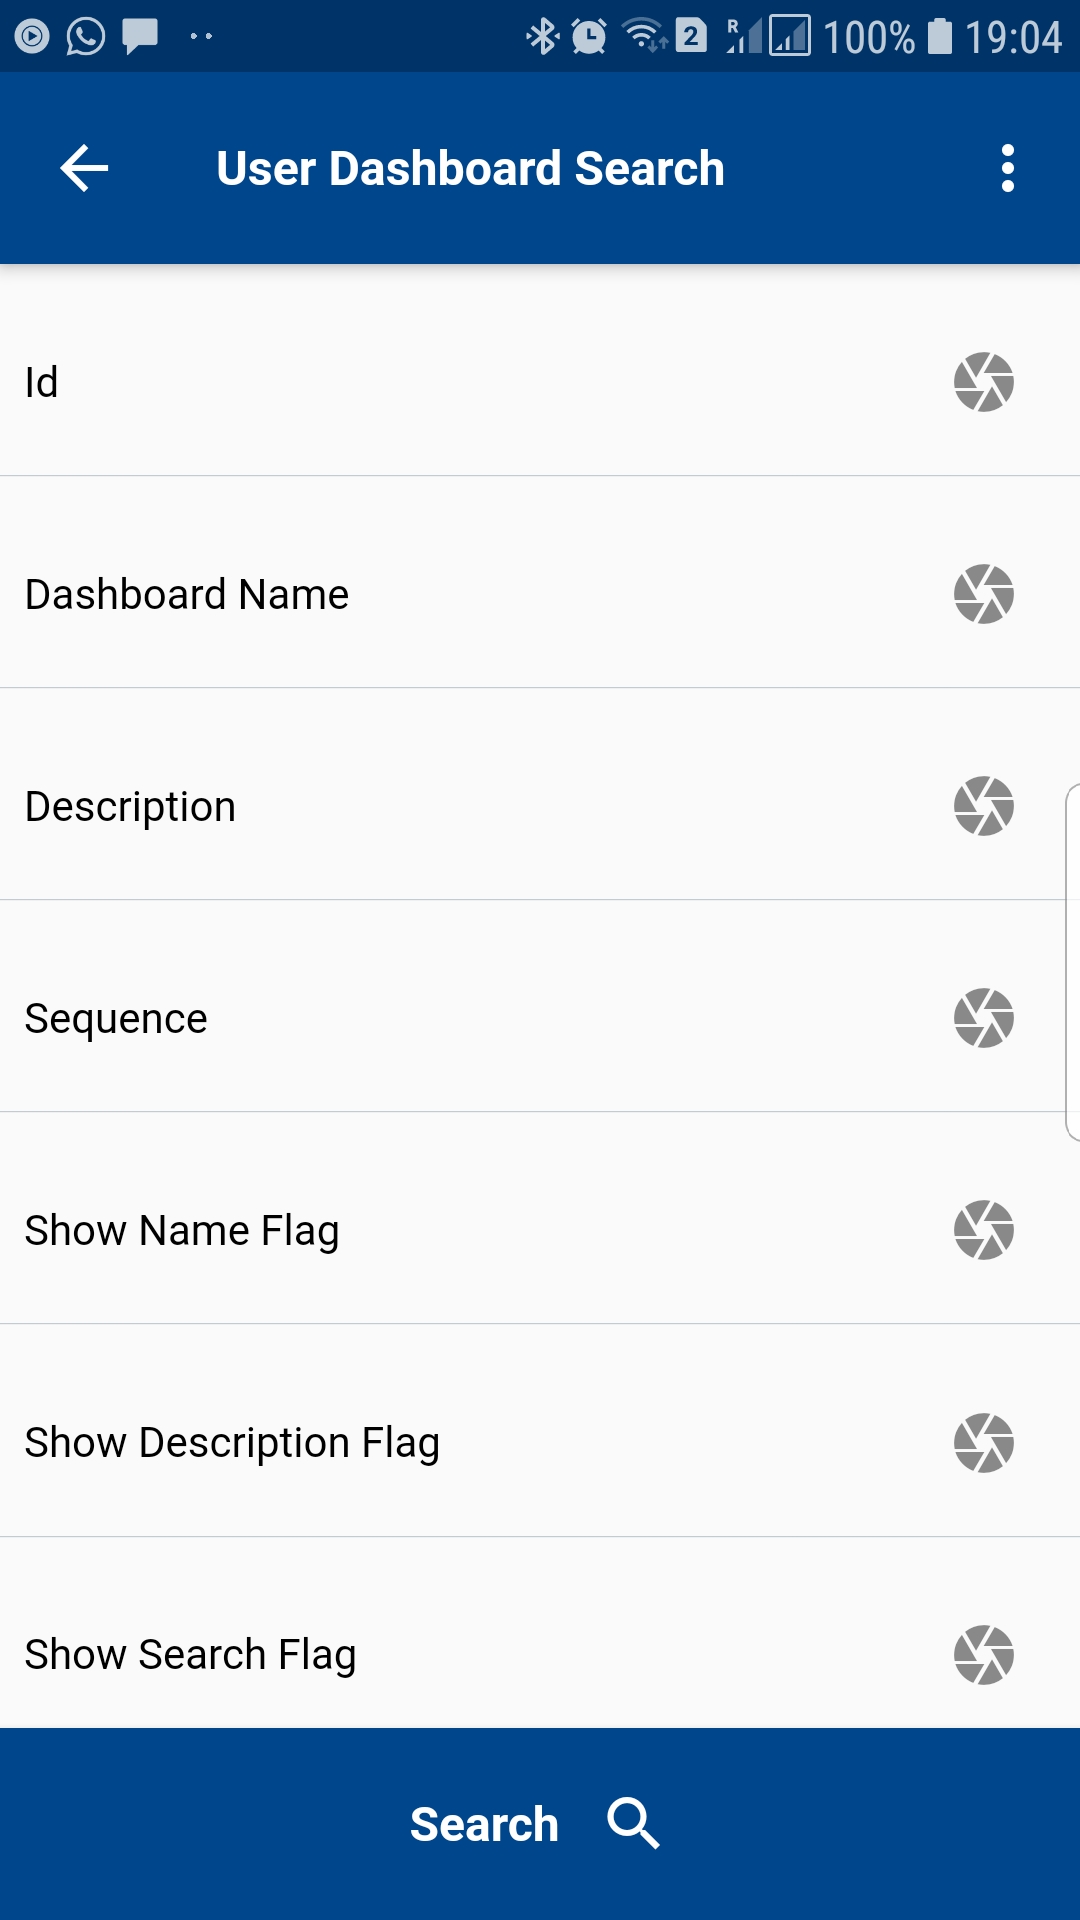 2 R 100% 19:04
User Dashboard Search
Id
Dashboard Name
Description
Sequence
Show Name Flag
Show Description Flag
Show Search Flag
Search